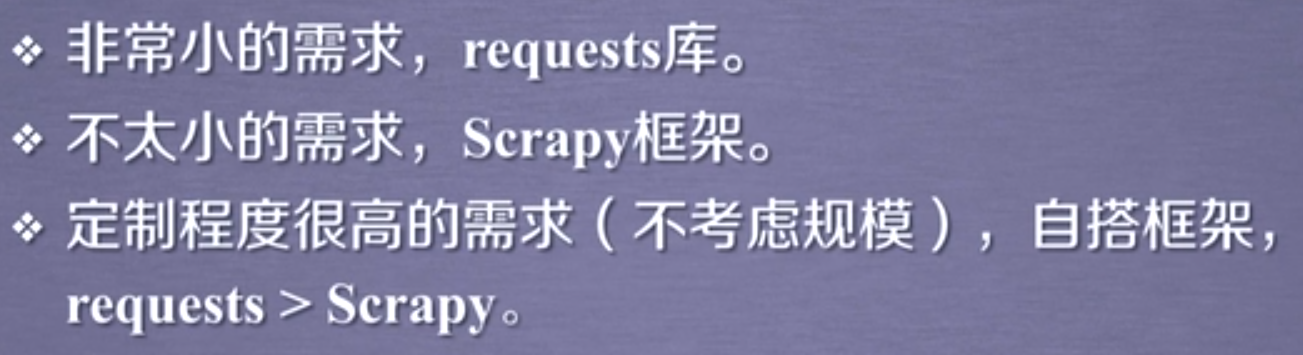 ❖ 非常小的需求，requests库。
❖ 不太小的需求，Scrapy框架。
❖ 定制程度很高的需求（不考虑规模），自搭框架，
requests > Scrapy。